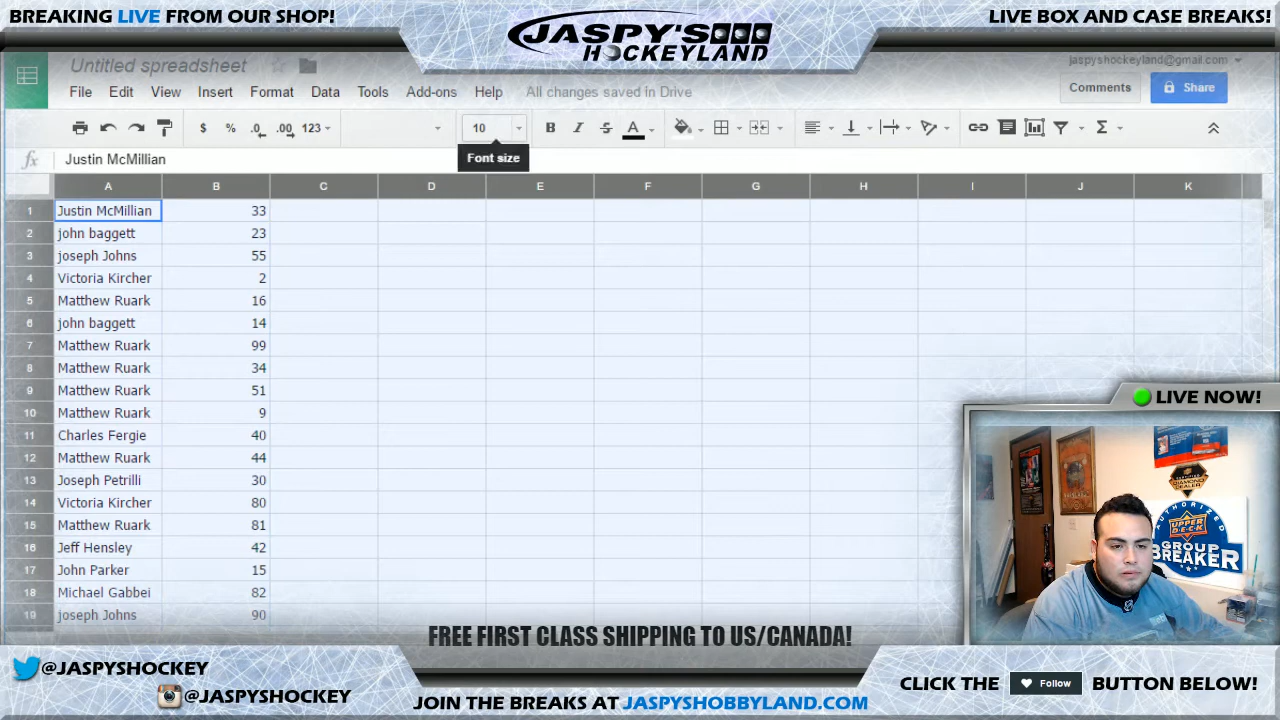 BREAKING LIVE FROM OUR SHOP!
JASPY'S
HOCKEYLAND
LIVE BOX AND CASE BREAKS!
Untitled spreadsheet
jaspyshockeyland@gmail.com
File Edit View Insert Format Data Tools Add-ons Help All changes saved in Drive
Comments Share
$ % .0 .00 123 10 B I S A Σ
Font size
fx Justin McMillian
A B C D E F G H I J K
1 Justin McMillian 33
2 john baggett 23
3 joseph Johns 55
4 Victoria Kircher 2
5 Matthew Ruark 16
6 john baggett 14
7 Matthew Ruark 99
8 Matthew Ruark 34
9 Matthew Ruark 51
10 Matthew Ruark 9
11 Charles Fergie 40
12 Matthew Ruark 44
13 Joseph Petrilli 30
14 Victoria Kircher 80
15 Matthew Ruark 81
16 Jeff Hensley 42
17 John Parker 15
18 Michael Gabbei 82
19 joseph Johns 90
LIVE NOW!
DIAMOND
DEALER
AUTHORIZED
UPPER
DECK
GROUP
BREAKER
FREE FIRST CLASS SHIPPING TO US/CANADA!
@JASPYSHOCKEY
@JASPYSHOCKEY
JOIN THE BREAKS AT JASPYSHOBBYLAND.COM
CLICK THE Follow BUTTON BELOW!